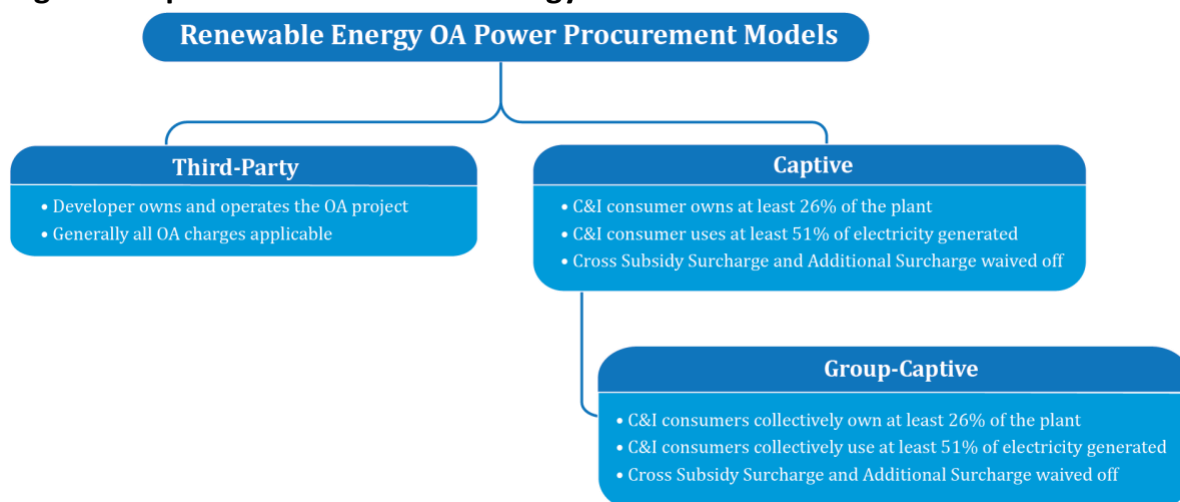 Renewable Energy OA Power Procurement Models
Third-Party
• Developer owns and operates the OA project
• Generally all OA charges applicable
Captive
• C&I consumer owns at least 26% of the plant
• C&I consumer uses at least 51% of electricity generated
• Cross Subsidy Surcharge and Additional Surcharge waived off
Group-Captive
• C&I consumers collectively own at least 26% of the plant
• C&I consumers collectively use at least 51% of electricity generated
• Cross Subsidy Surcharge and Additional Surcharge waived off